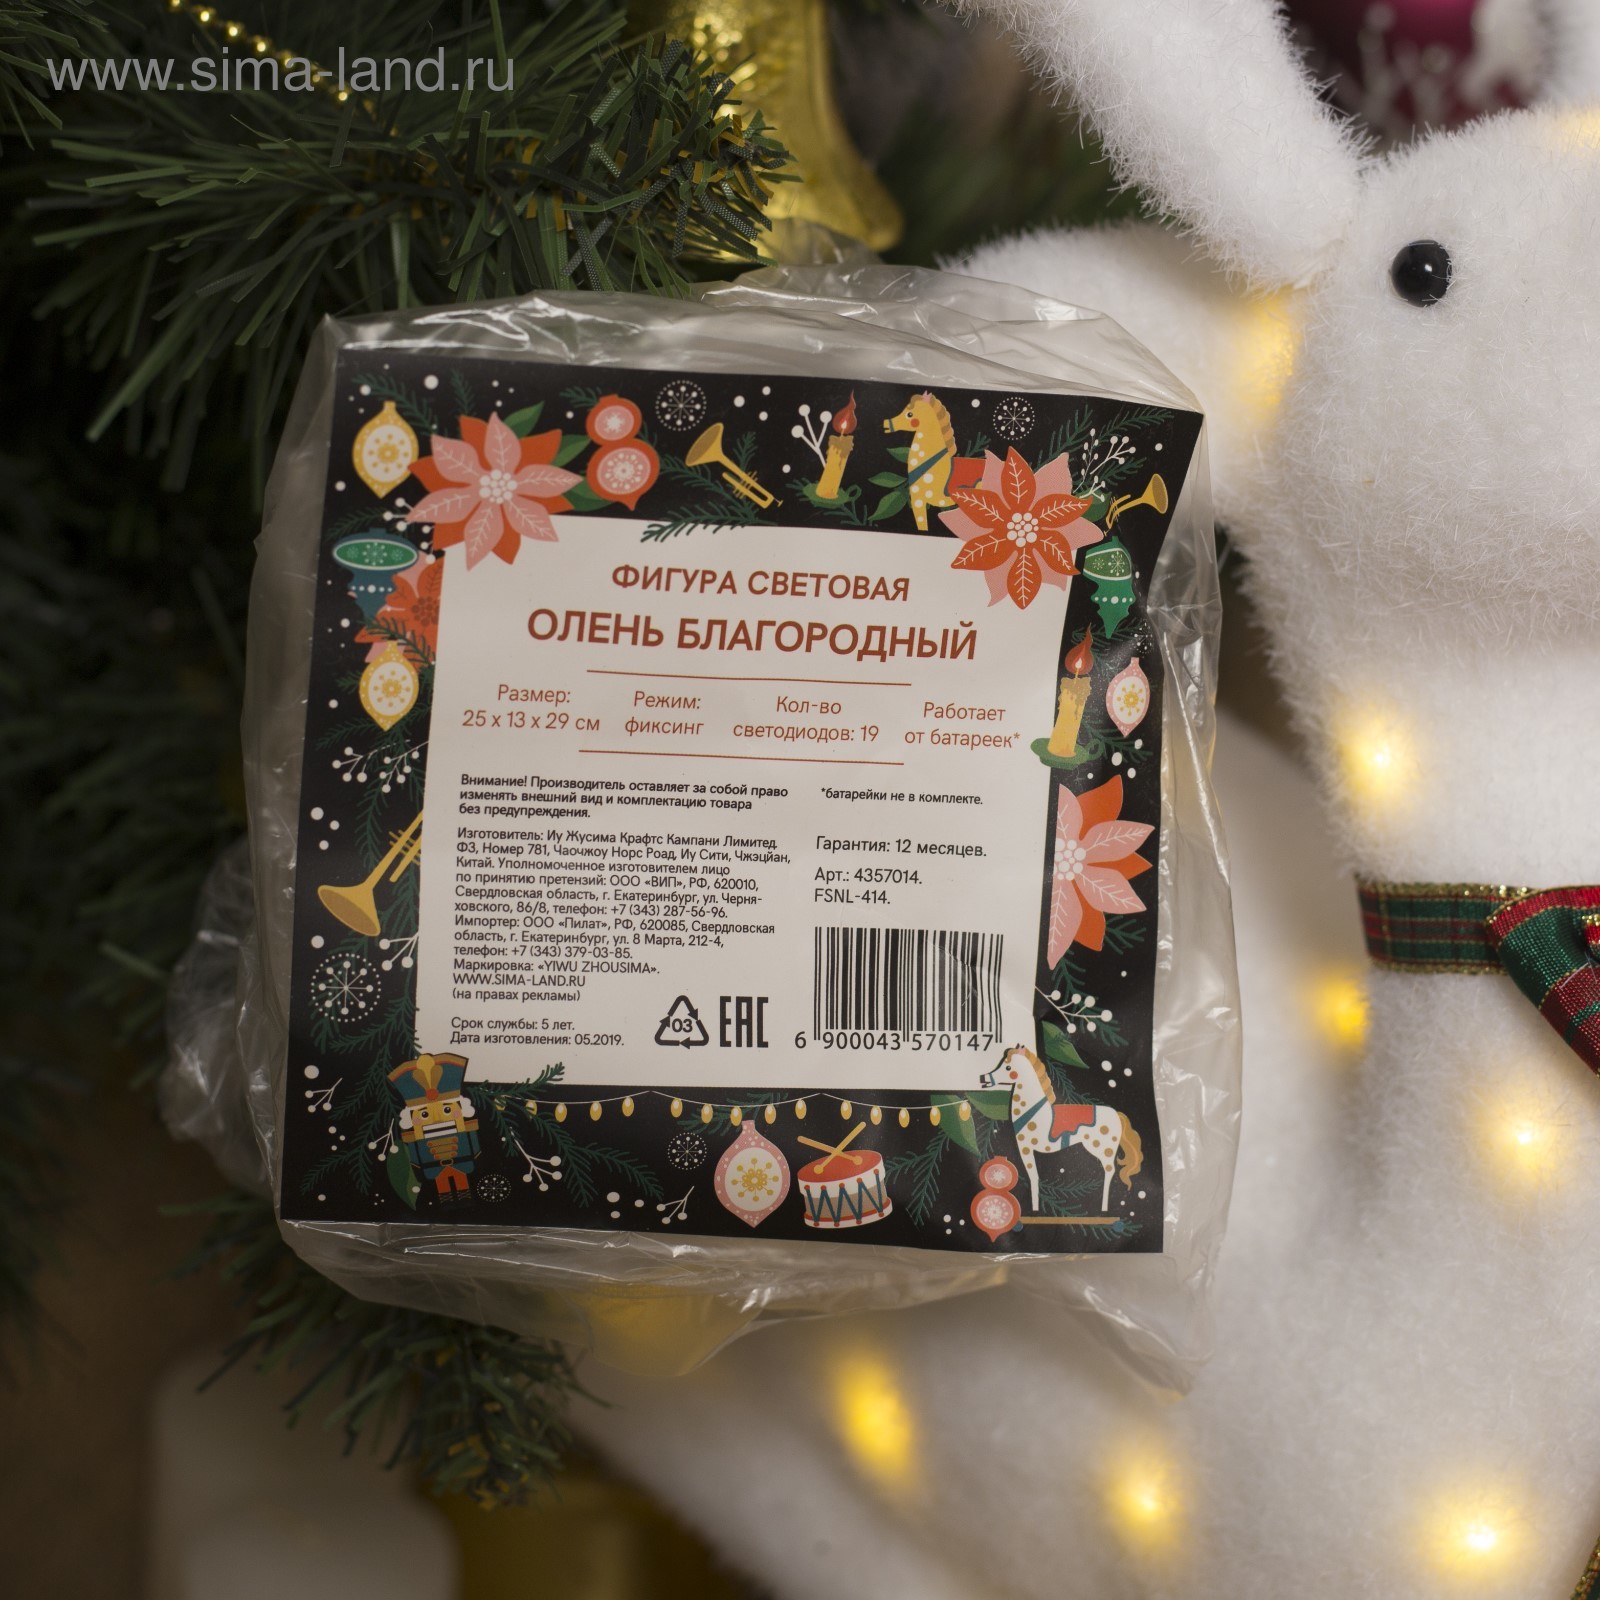 www.sima-land.ru
ФИГУРА СВЕТОВАЯ
ОЛЕНЬ БЛАГОРОДНЫЙ
Размер:
25 х 13 х 29 см
Режим:
фиксинг
Кол-во
светодиодов: 19
Работает
от батареек*
Внимание! Производитель оставляет за собой право
изменять внешний вид и комплектацию товара
без предупреждения.
Изготовитель: Иу Жусима Крафтс Кампани Лимитед.
Ф3, Номер 781, Чаочжоу Норс Роад, Иу Сити, Чжэцйан,
Китай. Уполномоченное изготовителем лицо
по принятию претензий: ООО «ВИП», РФ, 620010,
Свердловская область, г. Екатеринбург, ул. Черня-
ховского, 86/8, телефон: +7 (343) 287-56-96.
Импортер: ООО «Пилат», РФ, 620085, Свердловская
область, г. Екатеринбург, ул. 8 Марта, 212-4,
телефон: +7 (343) 379-03-85.
Маркировка: «YIWU ZHOUSIMA».
WWW.SIMA-LAND.RU
(на правах рекламы)
Срок службы: 5 лет.
Дата изготовления: 05.2019.
*батарейки не в комплекте.
Гарантия: 12 месяцев.
Арт.: 4357014.
FSNL-414.
03
EAC
6 900043 570147